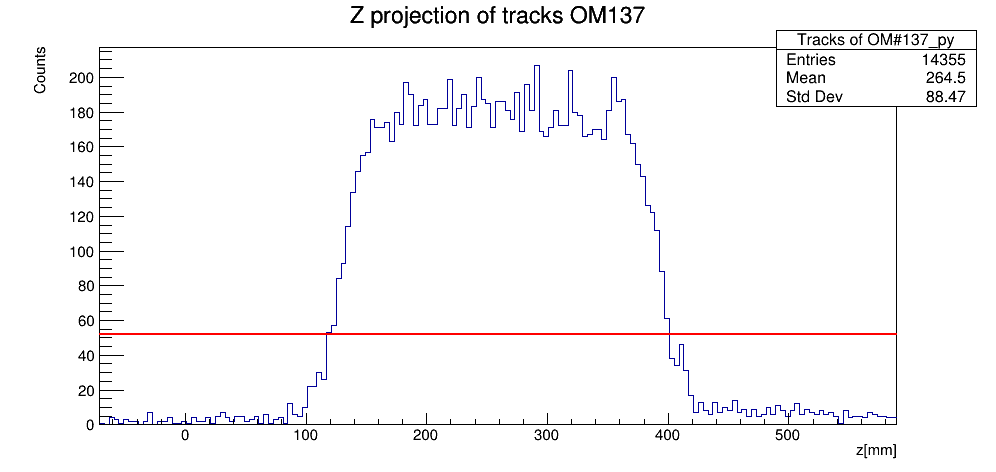 Z projection of tracks OM137
Tracks of OM#137_py
Entries 14355
Mean 264.5
Std Dev 88.47
Counts
200
180
160
140
120
100
80
60
40
20
0
0 100 200 300 400 500
z[mm]